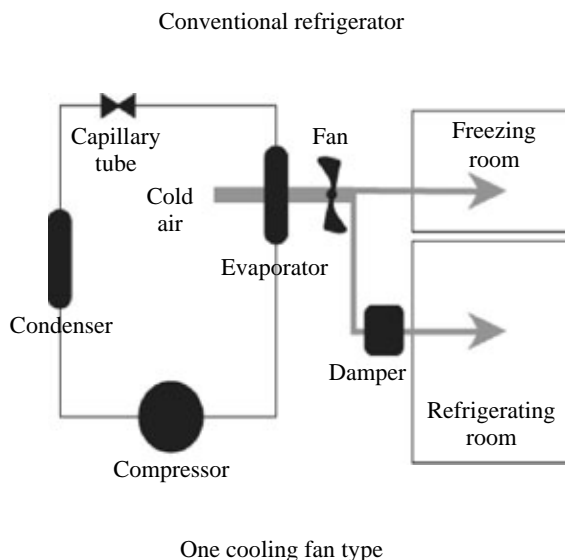 Conventional refrigerator
Capillary
tube
Fan
Freezing
room
Cold
air
Evaporator
Condenser
Damper
Refrigerating
room
Compressor
One cooling fan type